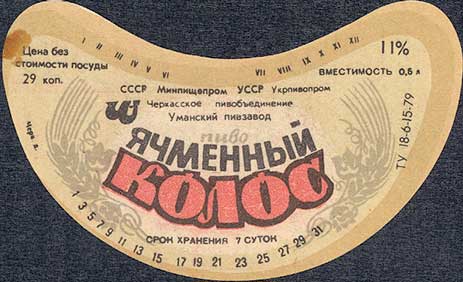 I II III IV V VI VII VIII IX X XI XII
Цена без
стоимости посуды
29 коп.
11%
ВМЕСТИМОСТЬ 0,5 л
СССР Минпищепром УССР Укрпивопром
Черкасское пивобъединение
Уманский пивзавод
пиво
ЯЧМЕННЫЙ
КОЛОС
СРОК ХРАНЕНИЯ 7 СУТОК
1 3 5 7 9 11 13 15 17 19 21 23 25 27 29 31
ТУ 18-6-15-79